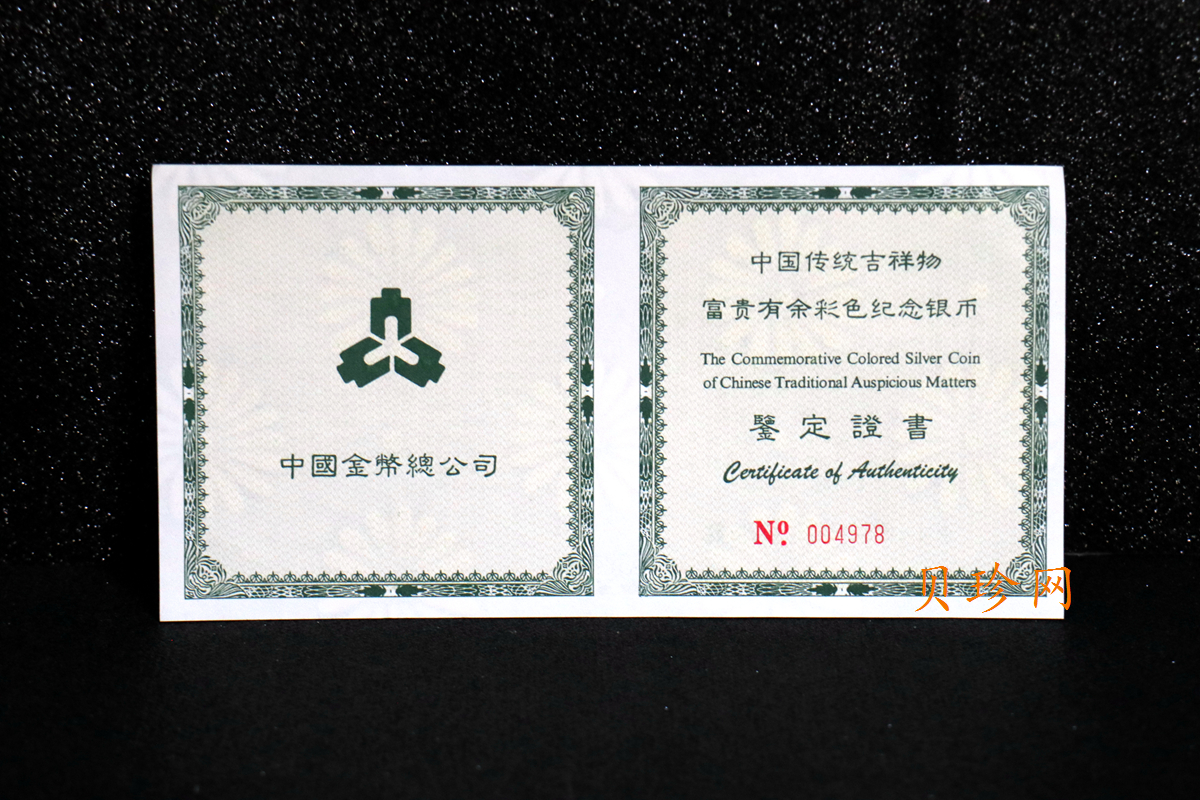 中國金幣總公司
中国传统吉祥物
富贵有余彩色纪念银币
The Commemorative Colored Silver Coin
of Chinese Traditional Auspicious Matters
鑒定證書
Certificate of Authenticity
Nº. 004978
贝珍网